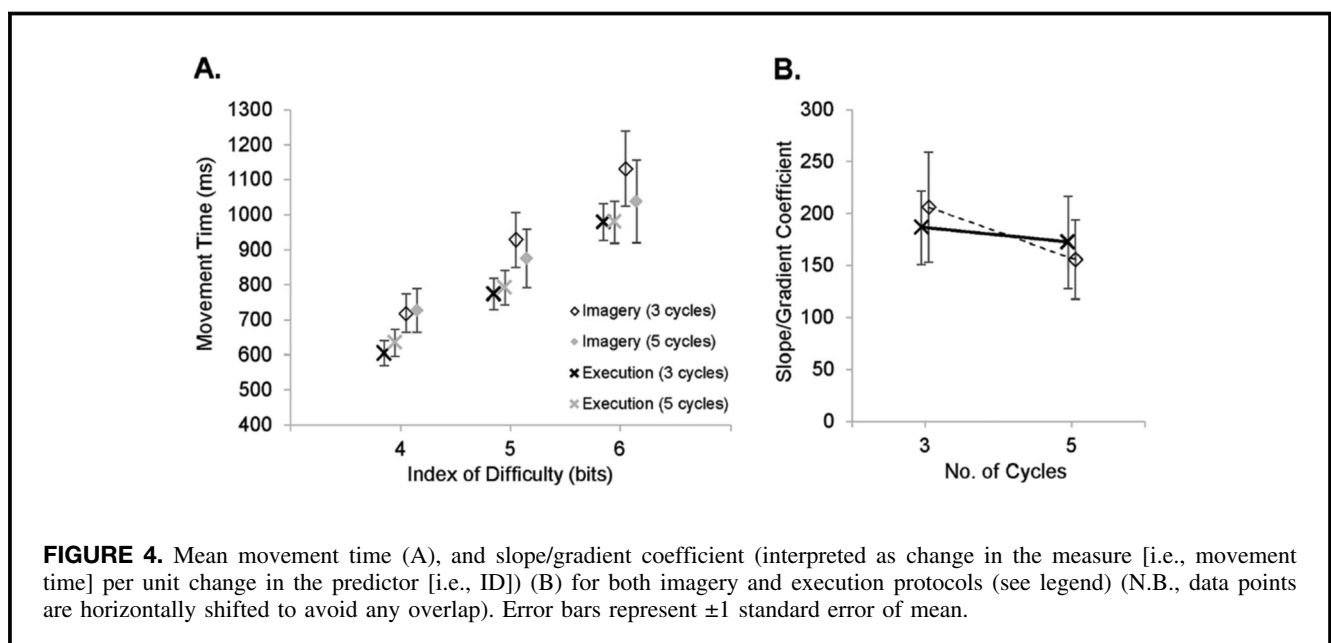 A.
1300
1200
1100
1000
900
800
700
600
500
400
Movement Time (ms)
4 5 6
Index of Difficulty (bits)
Imagery (3 cycles)
Imagery (5 cycles)
Execution (3 cycles)
Execution (5 cycles)
B.
300
250
200
150
100
50
0
Slope/Gradient Coefficient
3 5
No. of Cycles
FIGURE 4. Mean movement time (A), and slope/gradient coefficient (interpreted as change in the measure [i.e., movement
time] per unit change in the predictor [i.e., ID]) (B) for both imagery and execution protocols (see legend) (N.B., data points
are horizontally shifted to avoid any overlap). Error bars represent ±1 standard error of mean.